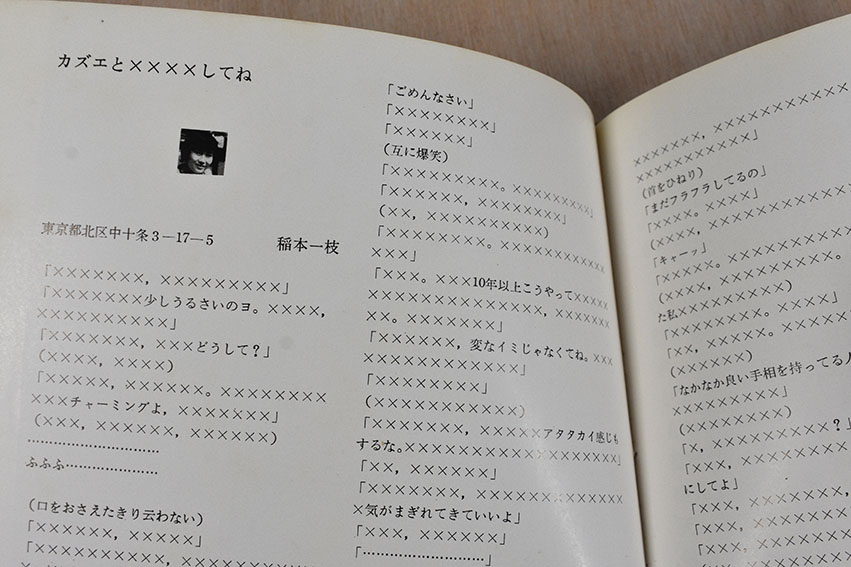 カズエと××××してね
東京都北区中十条3―17―5
稲本一枝
「×××××××，×××××××××」
「×××××××少しうるさいのヨ。××××，
××××××××××」
「×××××××，×××どうして？」
（××××，××××）
「×××××，××××××。××××××××
×××チャーミングよ，×××××××」
（×××，××××××，××××××）
…………………………
ふふふ…………………
（口をおさえたきり云わない）
「××××××，×××××」
「ごめんなさい」
「××××××××」
「××××××」
（互に爆笑）
「×××××××××。××××××××」
「××××××，××××××××」
（××，××××××××××）
「××××××××。××××××××××××
×××」
「×××。×××10年以上こうやって×××××
×××××××××××××××，×××××××
××。×××××××」
「××××××，変なイミじゃなくてね。×××
××××××××××××××」
「××××××××」
（×××××××××××）
「×××××××，×××××アタタカイ感じも
するな。×××××××××××××××××××」
「××，××××××」
「×××××××，××××××××××××××
×気がまぎれてきていいよ」
「×××，××××××」
「……………………」
×××××××，×××××××××××
×××××××××××」
（首をひねり）
「まだフラフラしてるの」
「××××。××××」
「キャーッ」
た私×××××××××）
「××××××××。××××」
（××××××）
「なかなか良い手相を持ってる人
×××××××××」
（××××××××）
にしてよ」